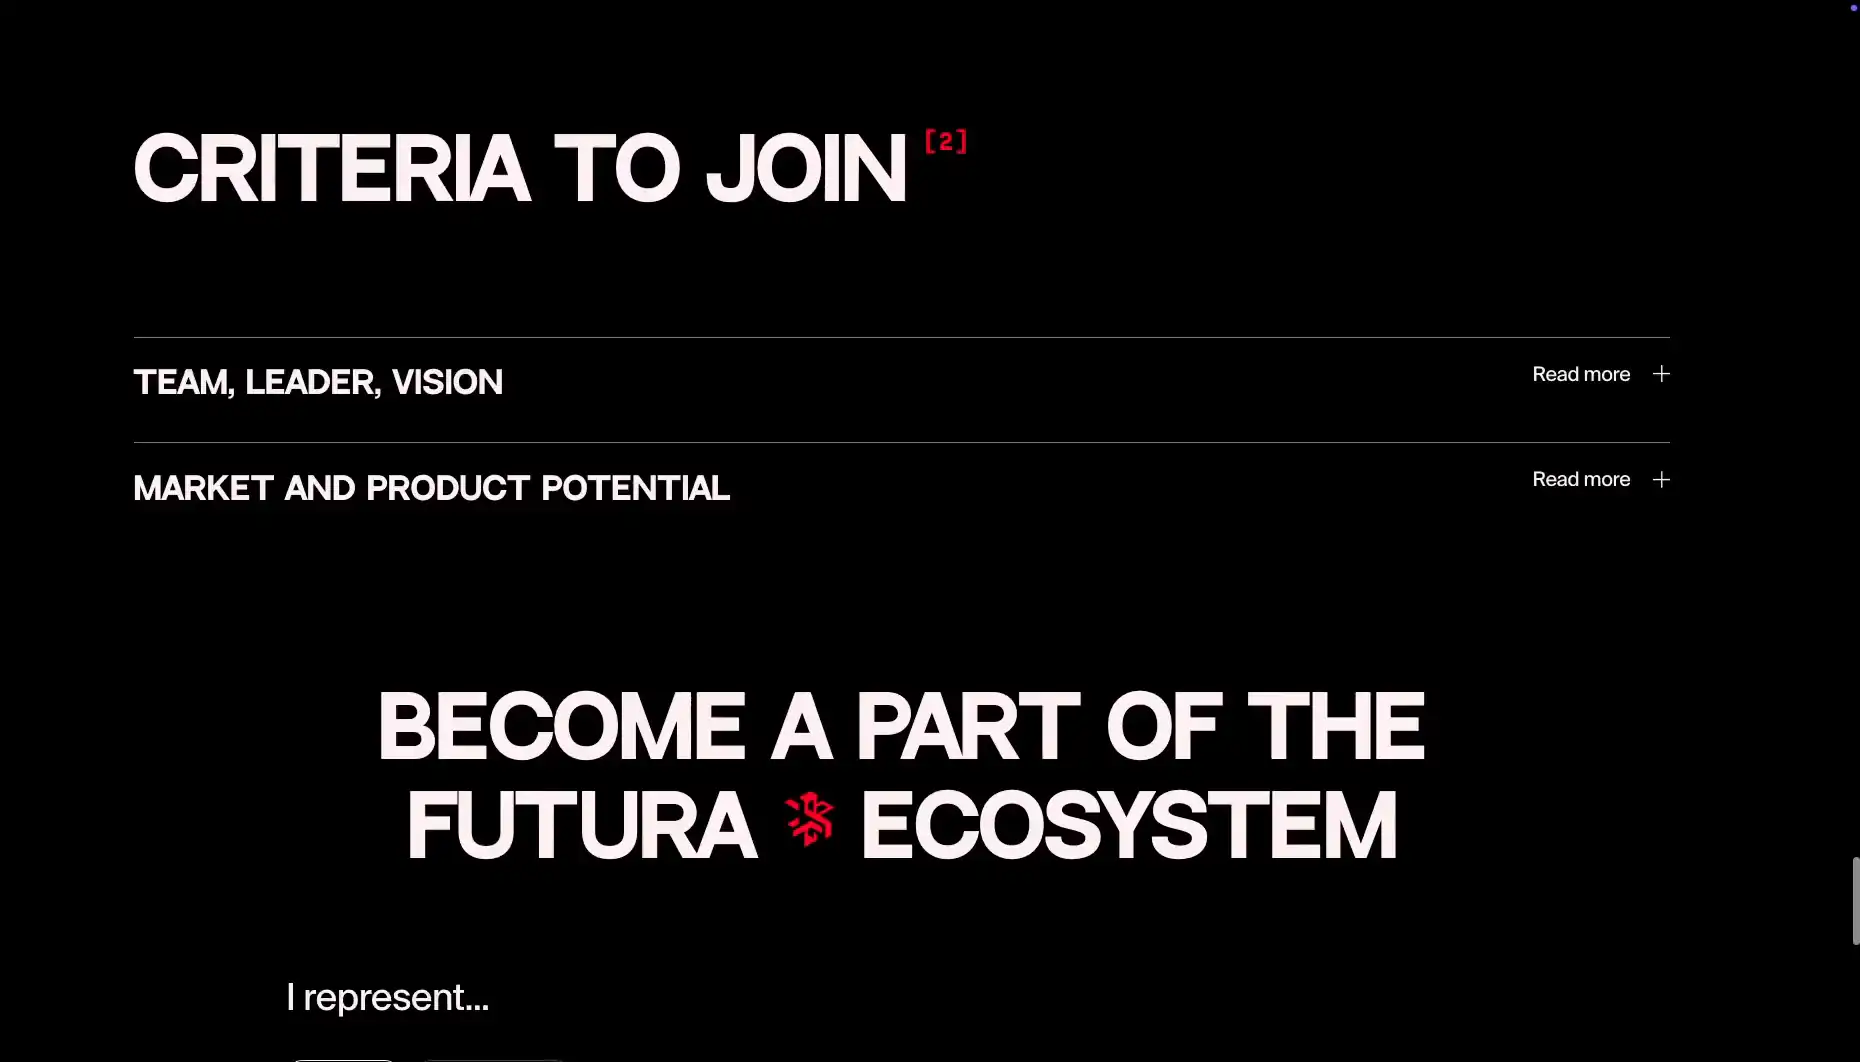 CRITERIA TO JOIN [2]
TEAM, LEADER, VISION
Read more
MARKET AND PRODUCT POTENTIAL
Read more
BECOME A PART OF THE
FUTURA ECOSYSTEM
I represent...